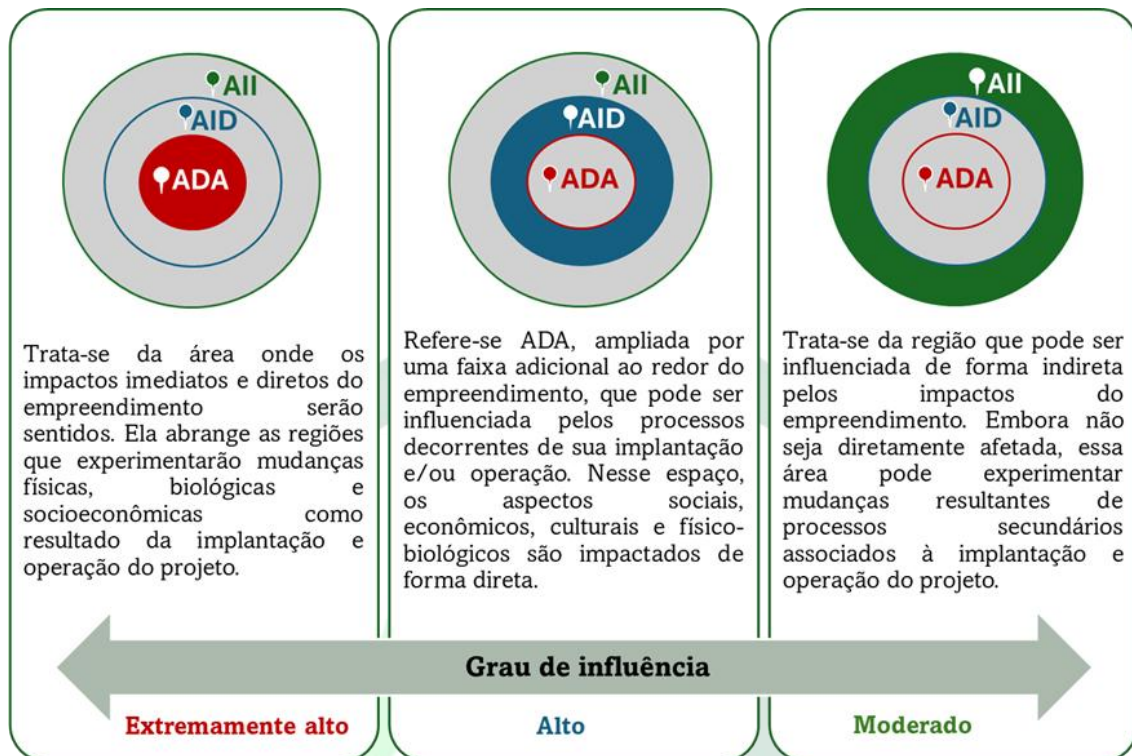 AII
AID
ADA
Trata-se da área onde os
impactos imediatos e diretos do
empreendimento serão
sentidos. Ela abrange as regiões
que experimentarão mudanças
físicas, biológicas e
socioeconômicas como
resultado da implantação e
operação do projeto.
AII
AID
ADA
Refere-se ADA, ampliada por
uma faixa adicional ao redor do
empreendimento, que pode ser
influenciada pelos processos
decorrentes de sua implantação
e/ou operação. Nesse espaço,
os aspectos sociais,
econômicos, culturais e físico-
biológicos são impactados de
forma direta.
AII
AID
ADA
Trata-se da região que pode ser
influenciada de forma indireta
pelos impactos do
empreendimento. Embora não
seja diretamente afetada, essa
área pode experimentar
mudanças resultantes de
processos secundários
associados à implantação e
operação do projeto.
Grau de influência
Extremamente alto
Alto
Moderado